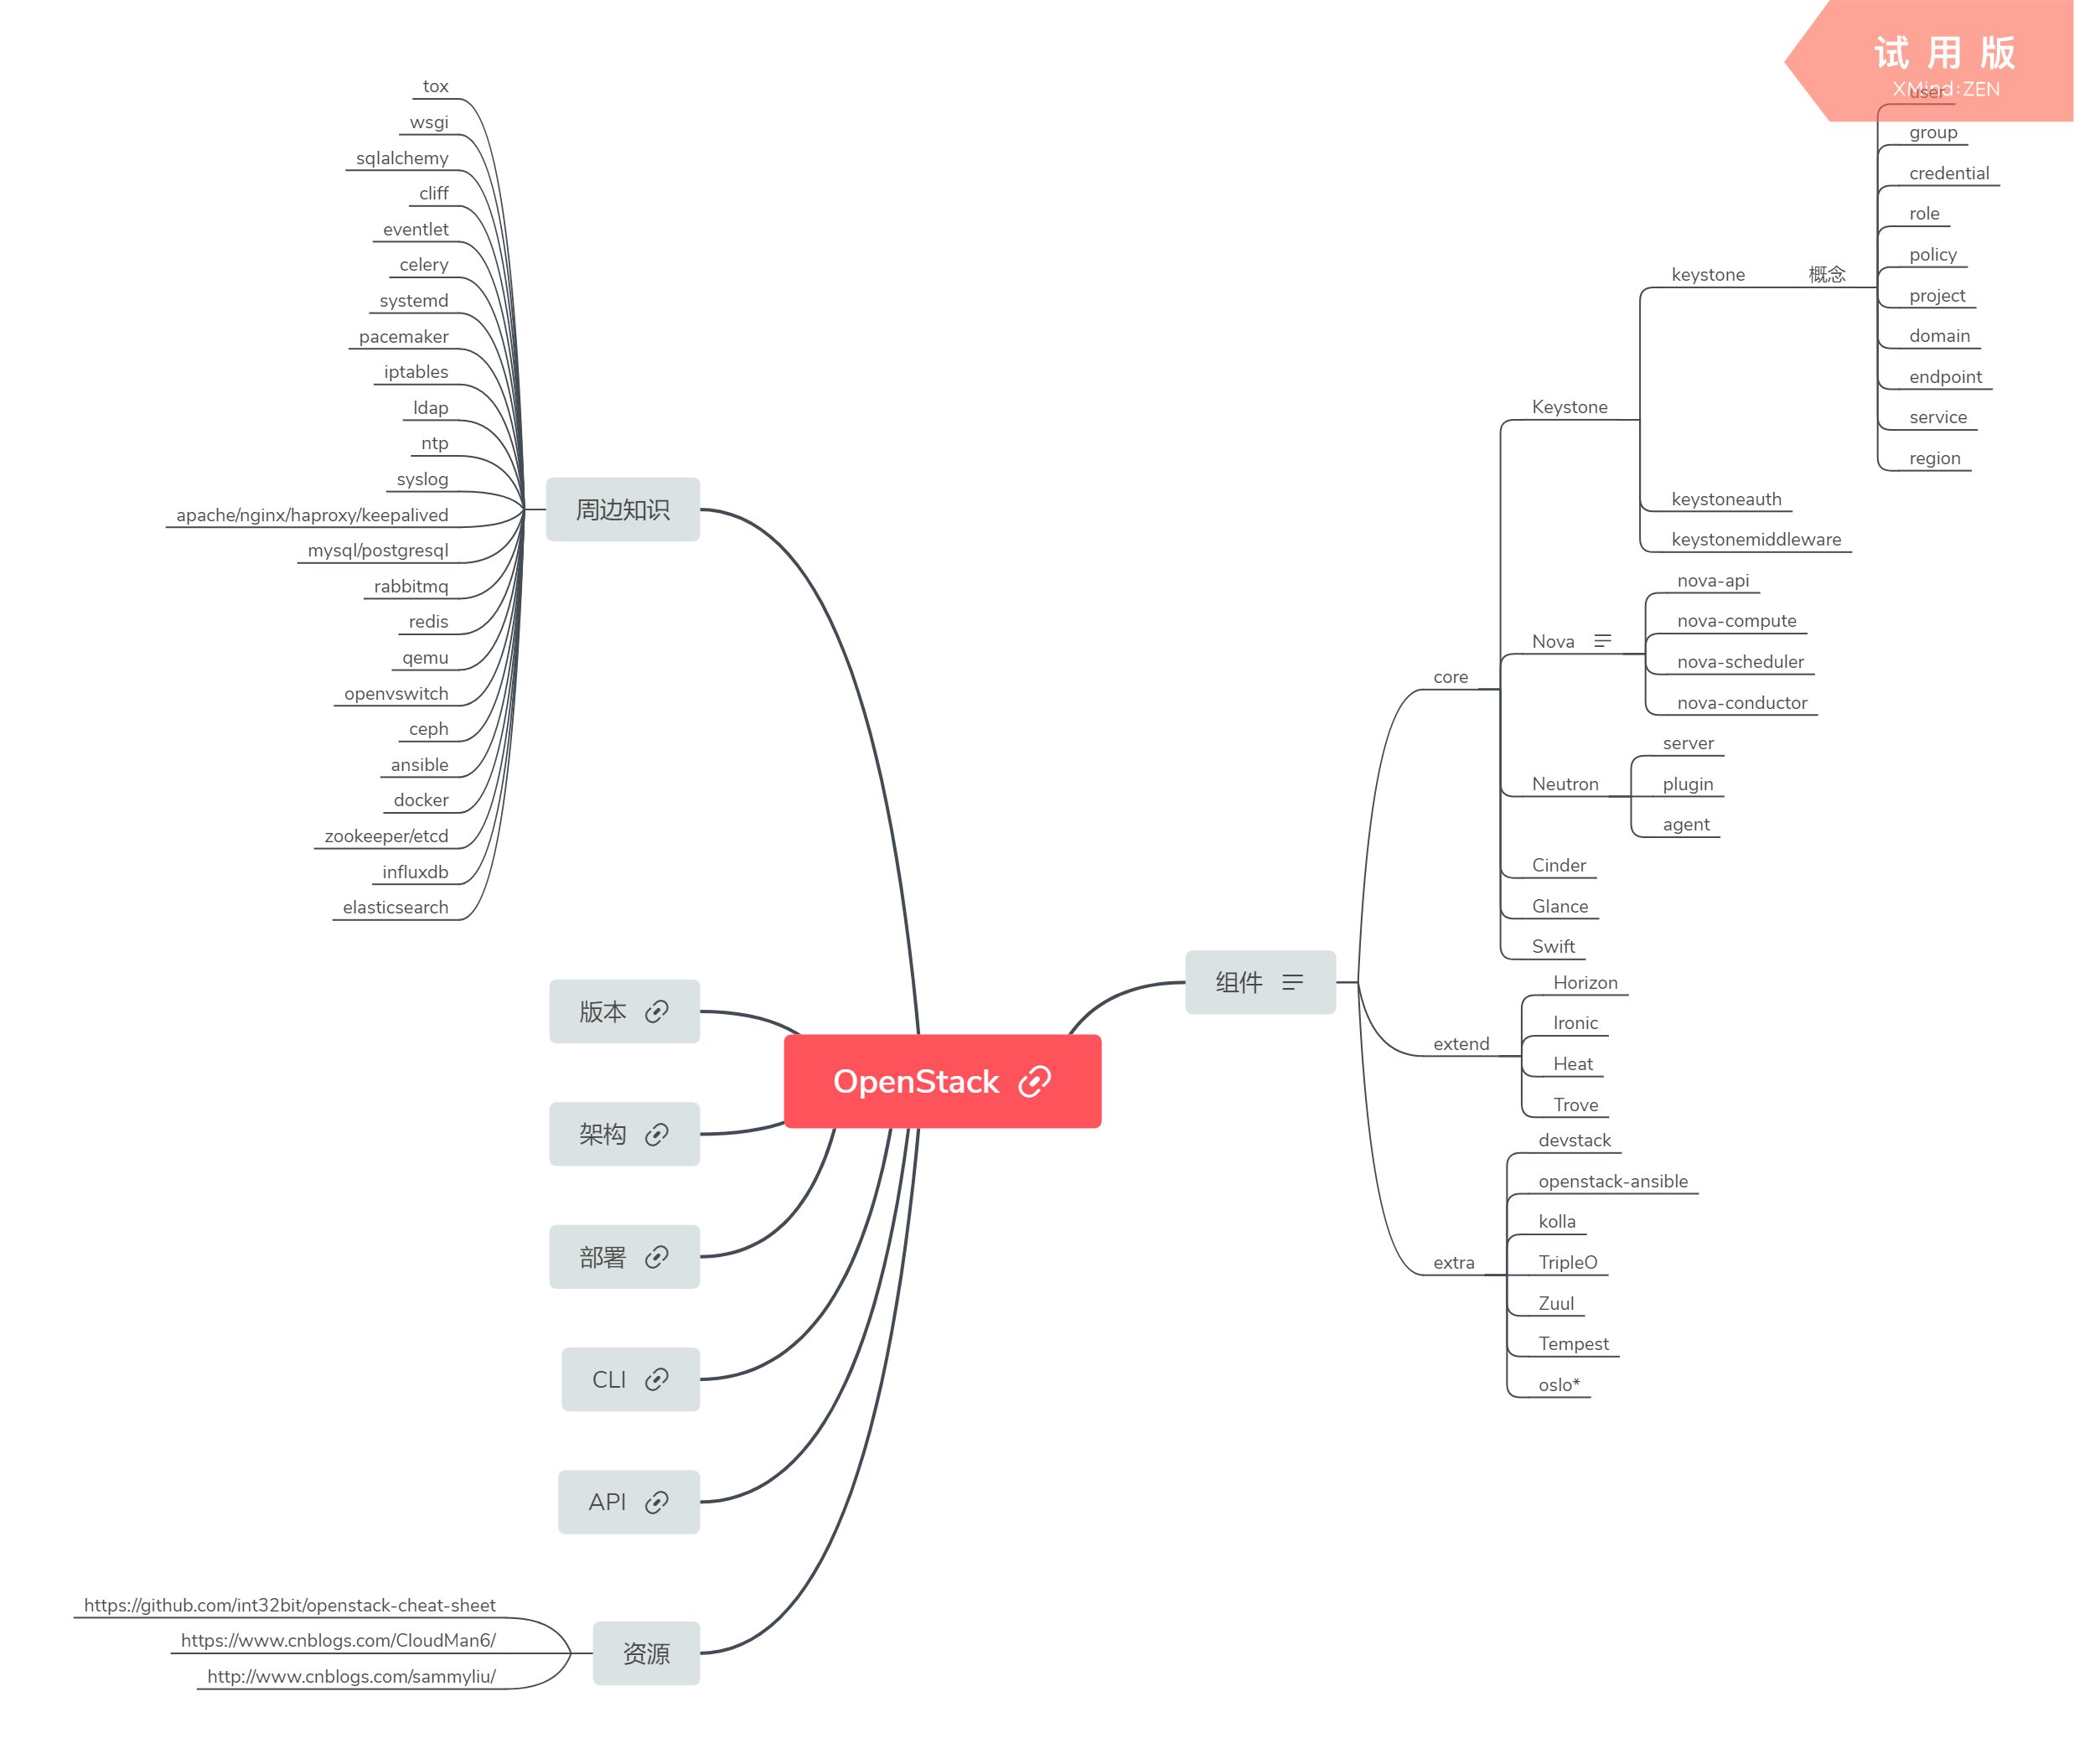 试用版
XMind:ZEN
OpenStack
组件
core
Keystone
keystone
概念
user
group
credential
role
policy
project
domain
endpoint
service
region
keystoneauth
keystonemiddleware
Nova
nova-api
nova-compute
nova-scheduler
nova-conductor
Neutron
server
plugin
agent
Cinder
Glance
Swift
extend
Horizon
Ironic
Heat
Trove
extra
devstack
openstack-ansible
kolla
TripleO
Zuul
Tempest
oslo*
周边知识
tox
wsgi
sqlalchemy
cliff
eventlet
celery
systemd
pacemaker
iptables
ldap
ntp
syslog
apache/nginx/haproxy/keepalived
mysql/postgresql
rabbitmq
redis
qemu
openvswitch
ceph
ansible
docker
zookeeper/etcd
influxdb
elasticsearch
版本
架构
部署
CLI
API
资源
https://github.com/int32bit/openstack-cheat-sheet
https://www.cnblogs.com/CloudMan6/
http://www.cnblogs.com/sammyliu/